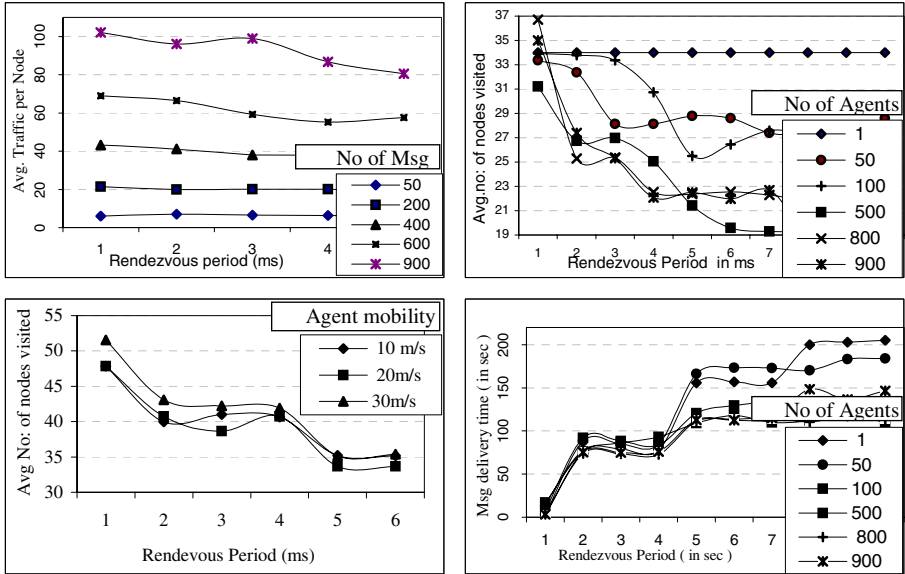 Avg. Traffic per Node
100
80
60
40
20
0
1 2 3 4
Rendezvous period (ms)
No of Msg
50
200
400
600
900
Avg.no: of nodes visited
37
35
33
31
29
27
25
23
21
19
1 2 3 4 5 6 7
Rendezvous Period in ms
No of Agents
1
50
100
500
800
900
Avg No: of nodes visited
55
50
45
40
35
30
1 2 3 4 5 6
Rendevous Period (ms)
Agent mobility
10 m/s
20m/s
30m/s
Msg delivery time ( in sec )
200
150
100
50
0
1 2 3 4 5 6 7
Rendezvous Period ( in sec )
No of Agents
1
50
100
500
800
900